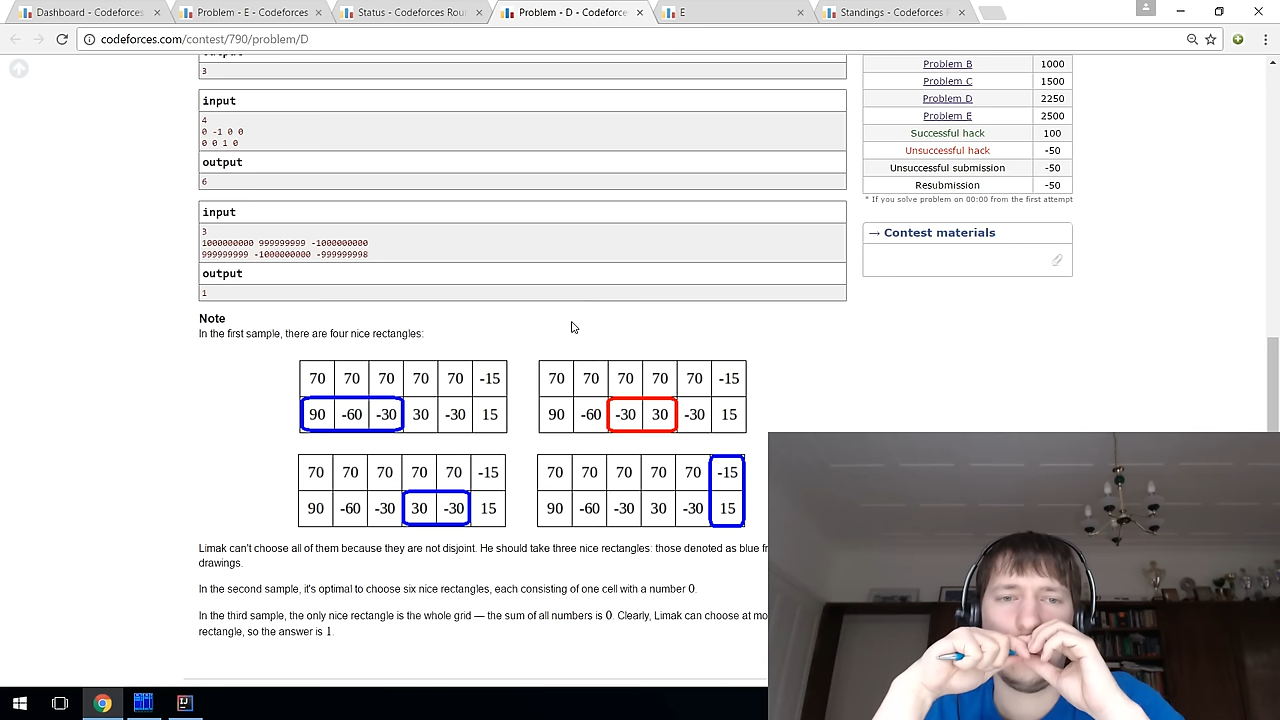 Dashboard - Codeforces
Problem - E - Codeforces
Status - Codeforces Rou
Problem - D - Codeforce
E
Standings - Codeforces
codeforces.com/contest/790/problem/D
3
input
4
0 -1 0 0
0 0 1 0
output
6
input
3
1000000000 999999999 -1000000000
999999999 -1000000000 -999999998
output
1
Note
In the first sample, there are four nice rectangles:
70 70 70 70 70 -15
90 -60 -30 30 -30 15
70 70 70 70 70 -15
90 -60 -30 30 -30 15
70 70 70 70 70 -15
90 -60 -30 30 -30 15
70 70 70 70 70 -15
90 -60 -30 30 -30 15
Limak can't choose all of them because they are not disjoint. He should take three nice rectangles: those denoted as blue fr
drawings.
In the second sample, it's optimal to choose six nice rectangles, each consisting of one cell with a number 0.
In the third sample, the only nice rectangle is the whole grid — the sum of all numbers is 0. Clearly, Limak can choose at mo
rectangle, so the answer is 1.
Problem B 1000
Problem C 1500
Problem D 2250
Problem E 2500
Successful hack 100
Unsuccessful hack -50
Unsuccessful submission -50
Resubmission -50
* If you solve problem on 00:00 from the first attempt
→ Contest materials